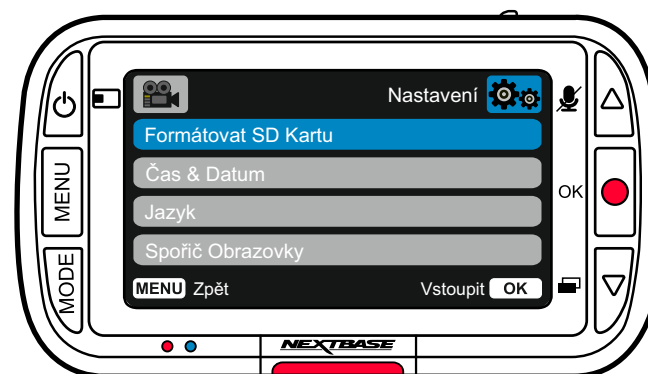 Nastavení
Formátovat SD Kartu
Čas & Datum
Jazyk
Spořič Obrazovky
MENU Zpět
Vstoupit OK
MENU
MODE
OK
NEXTBASE